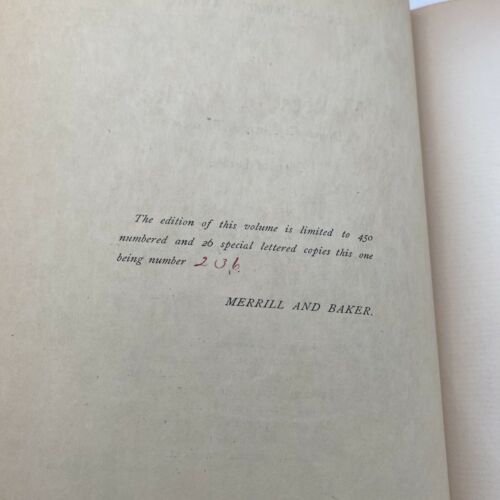 The edition of this volume is limited to 450
numbered and 26 special lettered copies this one
being number 236.
MERRILL AND BAKER.